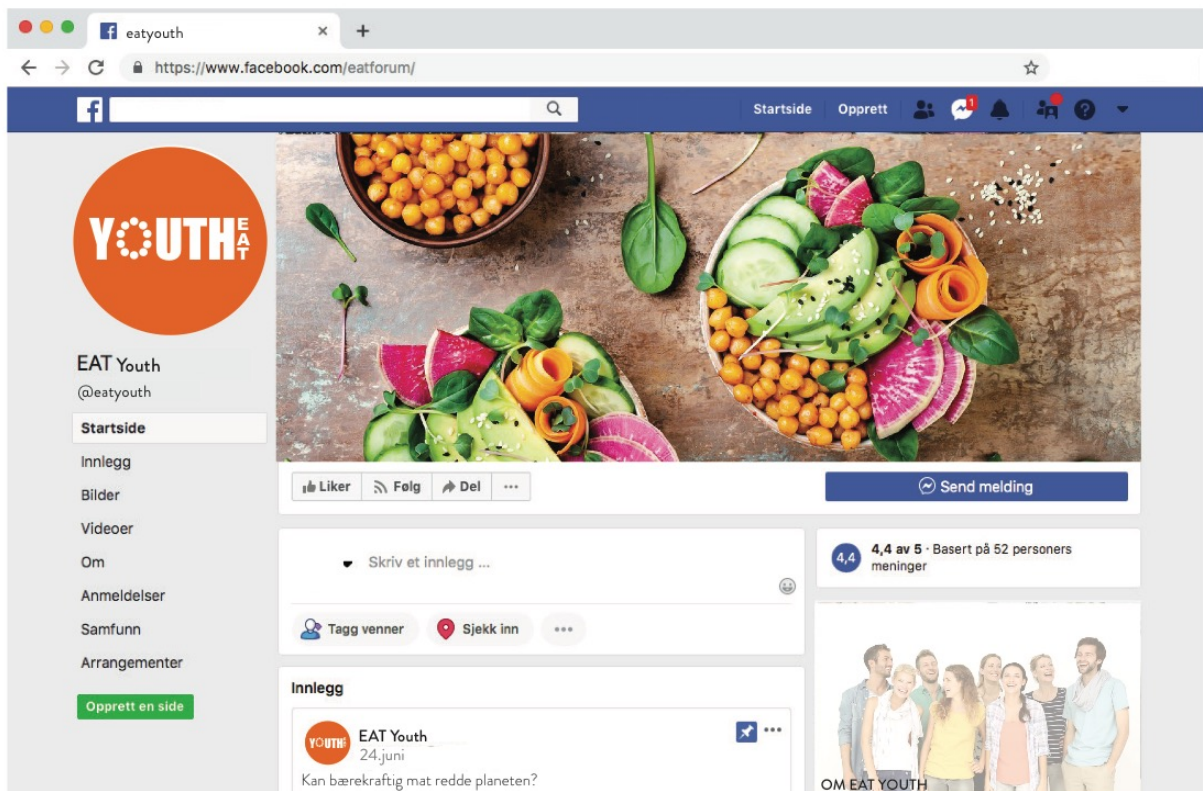 eatyouth
https://www.facebook.com/eatforum/
Startside Opprett 1
YOUTH EAT
EAT Youth
@eatyouth
Startside
Innlegg
Bilder
Videoer
Om
Anmeldelser
Samfunn
Arrangementer
Opprett en side
Liker Følg Del
Send melding
Skriv et innlegg ...
Tagg venner Sjekk inn
4,4 4,4 av 5 · Basert på 52 personers
meninger
Innlegg
YOUTH EAT
EAT Youth
24.juni
Kan bærekraftig mat redde planeten?
OM EAT YOUTH